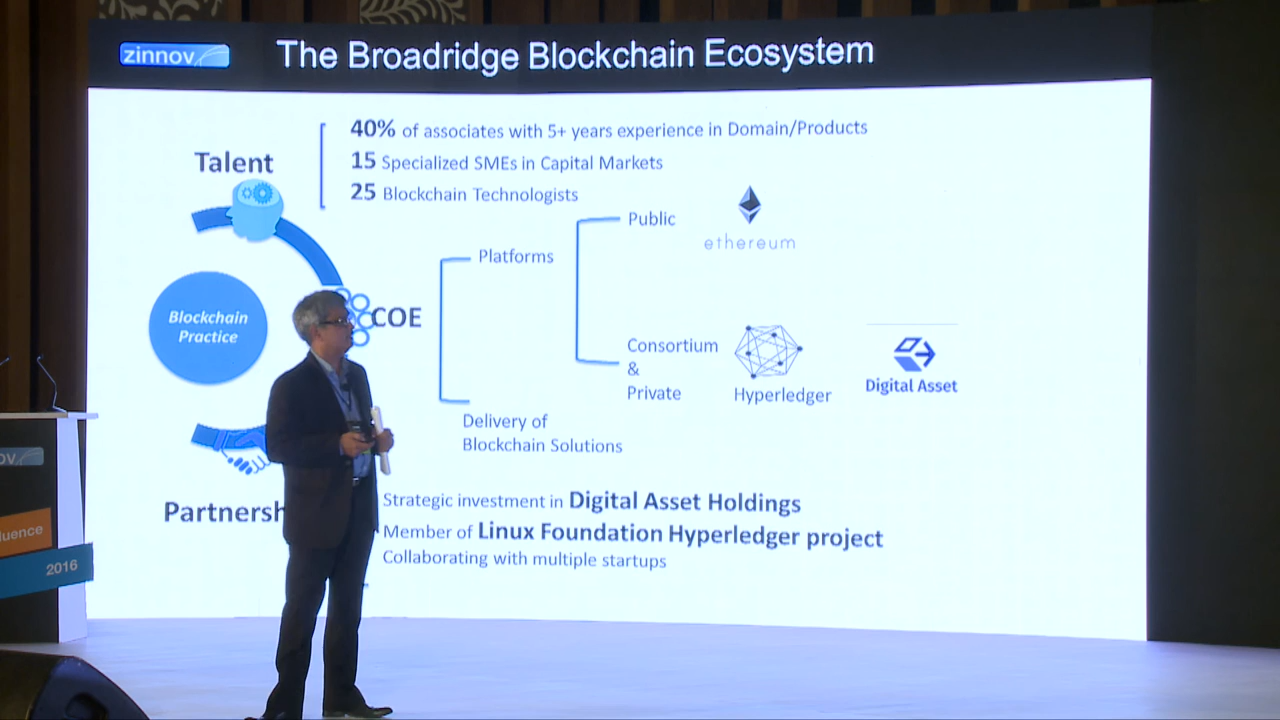 zinnov
The Broadridge Blockchain Ecosystem
Talent
40% of associates with 5+ years experience in Domain/Products
15 Specialized SMEs in Capital Markets
25 Blockchain Technologists
Public
ethereum
Platforms
Blockchain
Practice
COE
Consortium
&
Private
Hyperledger
Digital Asset
Delivery of
Blockchain Solutions
Partnersh
Strategic investment in Digital Asset Holdings
Member of Linux Foundation Hyperledger project
Collaborating with multiple startups
ov
luence
2016